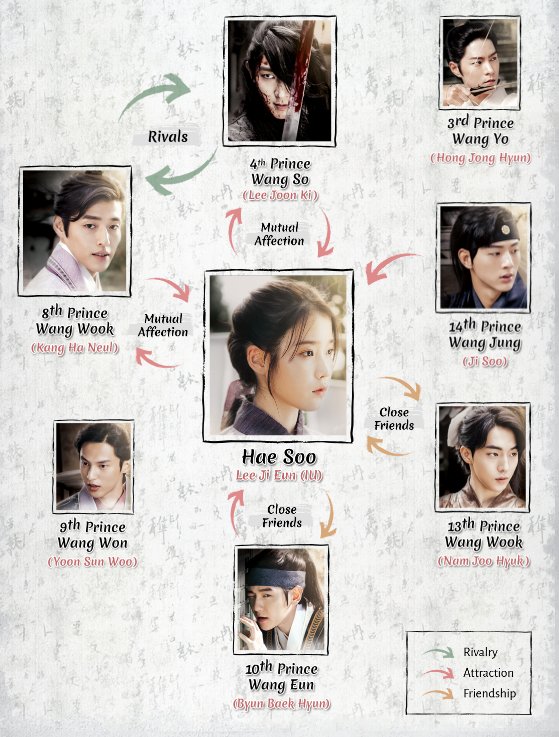 3rd Prince
Wang Yo
(Hong Jong Hyun)
Rivals
4th Prince
Wang So
(Lee Joon Ki)
Mutual
Affection
8th Prince
Wang Wook
(Kang Ha Neul)
Mutual
Affection
14th Prince
Wang Jung
(Ji Soo)
Close
Friends
Hae Soo
Lee Ji Eun (IU)
9th Prince
Wang Won
(Yoon Sun Woo)
Close
Friends
13th Prince
Wang Wook
(Nam Joo Hyuk)
10th Prince
Wang Eun
(Byun Baek Hyun)
Rivalry
Attraction
Friendship